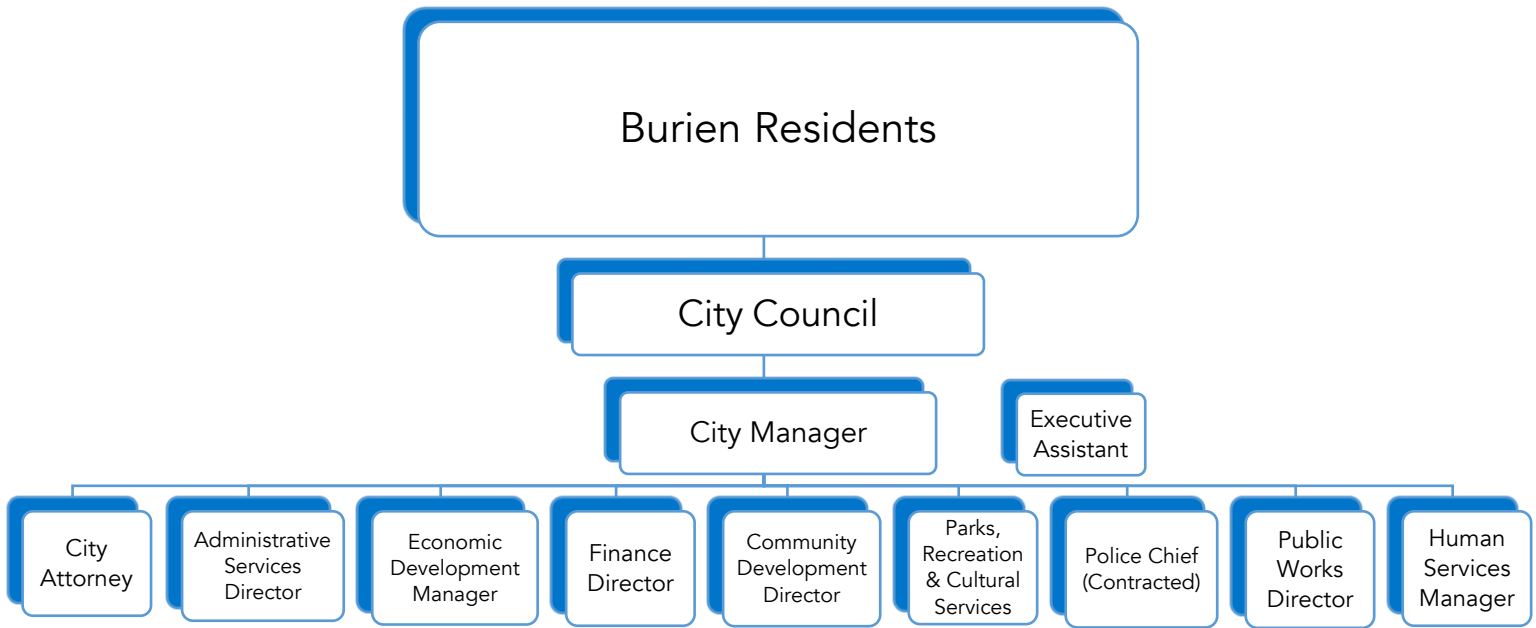 Burien Residents
City Council
City Manager
Executive
Assistant
City
Attorney
Administrative
Services
Director
Economic
Development
Manager
Finance
Director
Community
Development
Director
Parks,
Recreation
& Cultural
Services
Police Chief
(Contracted)
Public
Works
Director
Human
Services
Manager